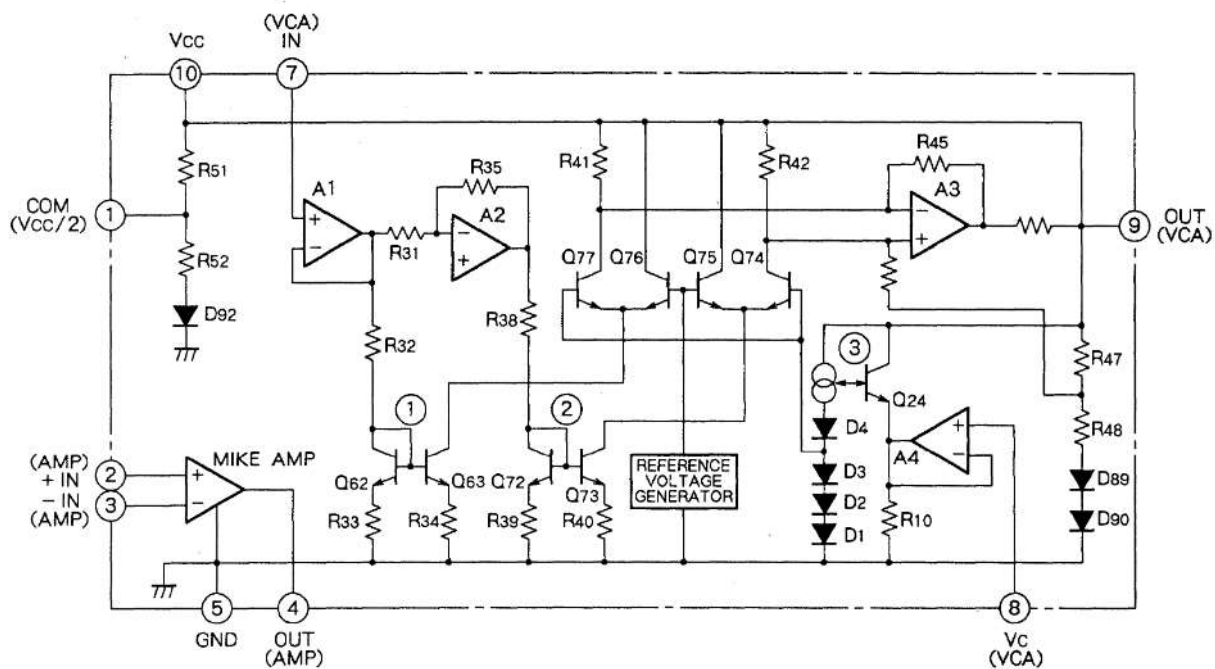 VCC
(VCA)
IN
10
7
R51
COM
(VCC/2)
1
R52
D92
A1
R31
R35
A2
R32
R38
R41
R42
R45
A3
9
OUT
(VCA)
Q77
Q76
Q75
Q74
3
Q24
R47
R48
D4
A4
D3
D2
D1
R10
D89
D90
1
2
Q62
Q63
Q72
Q73
R33
R34
R39
R40
REFERENCE
VOLTAGE
GENERATOR
(AMP)
+ IN
2
- IN
(AMP)
3
MIKE AMP
5
4
8
GND
OUT
(AMP)
VC
(VCA)